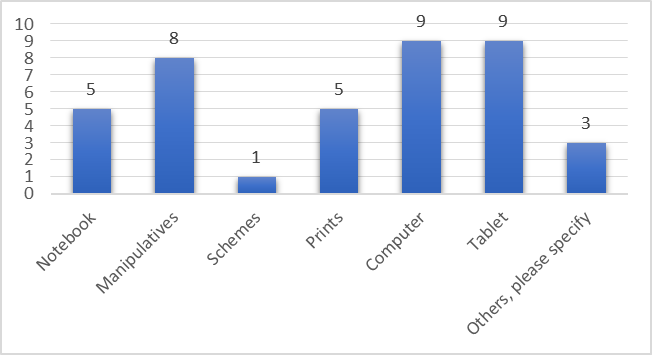 10
9
8
7
6
5
4
3
2
1
0
5
8
1
5
9
9
3
Notebook
Manipulatives
Schemes
Prints
Computer
Tablet
Others, please specify